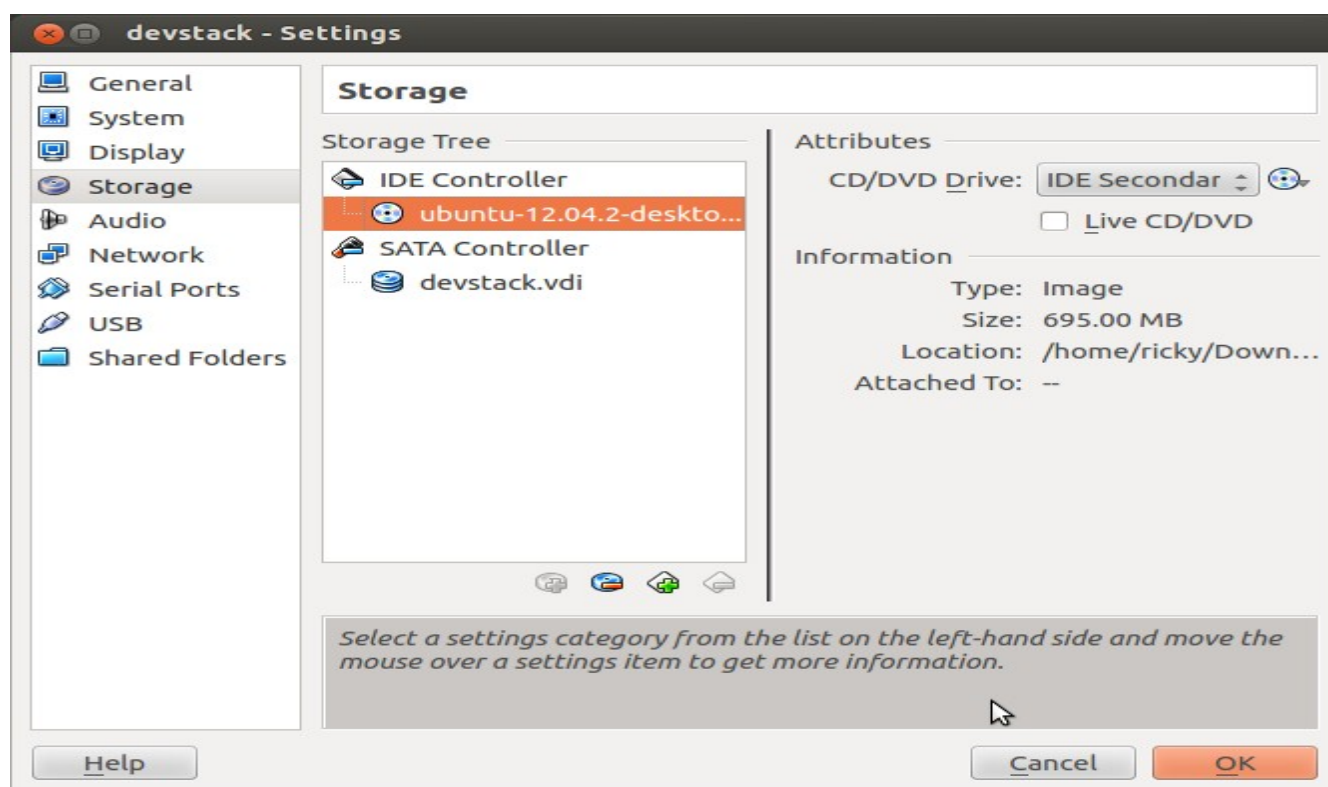 devstack - Settings
General
System
Display
Storage
Audio
Network
Serial Ports
USB
Shared Folders
Storage
Storage Tree
IDE Controller
ubuntu-12.04.2-deskto...
SATA Controller
devstack.vdi
Attributes
CD/DVD Drive: IDE Secondar
Live CD/DVD
Information
Type: Image
Size: 695.00 MB
Location: /home/ricky/Down...
Attached To: --
Select a settings category from the list on the left-hand side and move the
mouse over a settings item to get more information.
Help
Cancel
OK